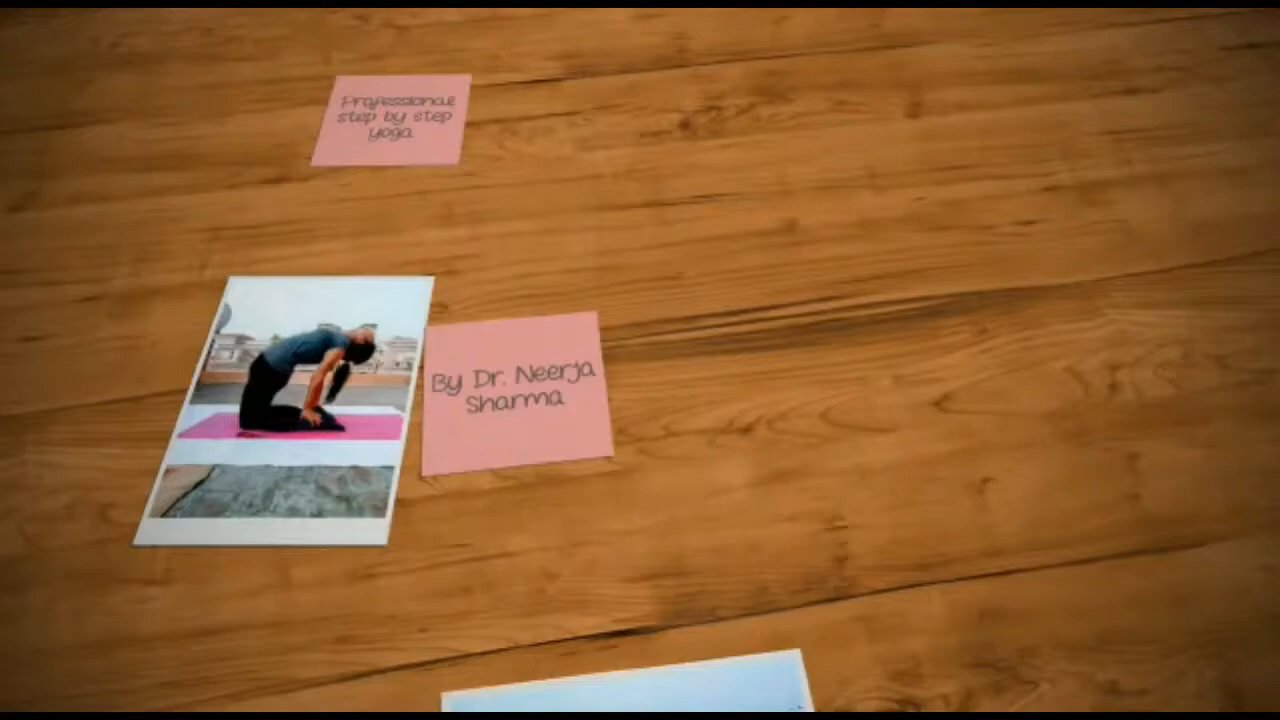 Professional
step by step
yoga
By Dr. Neerja
Sharma